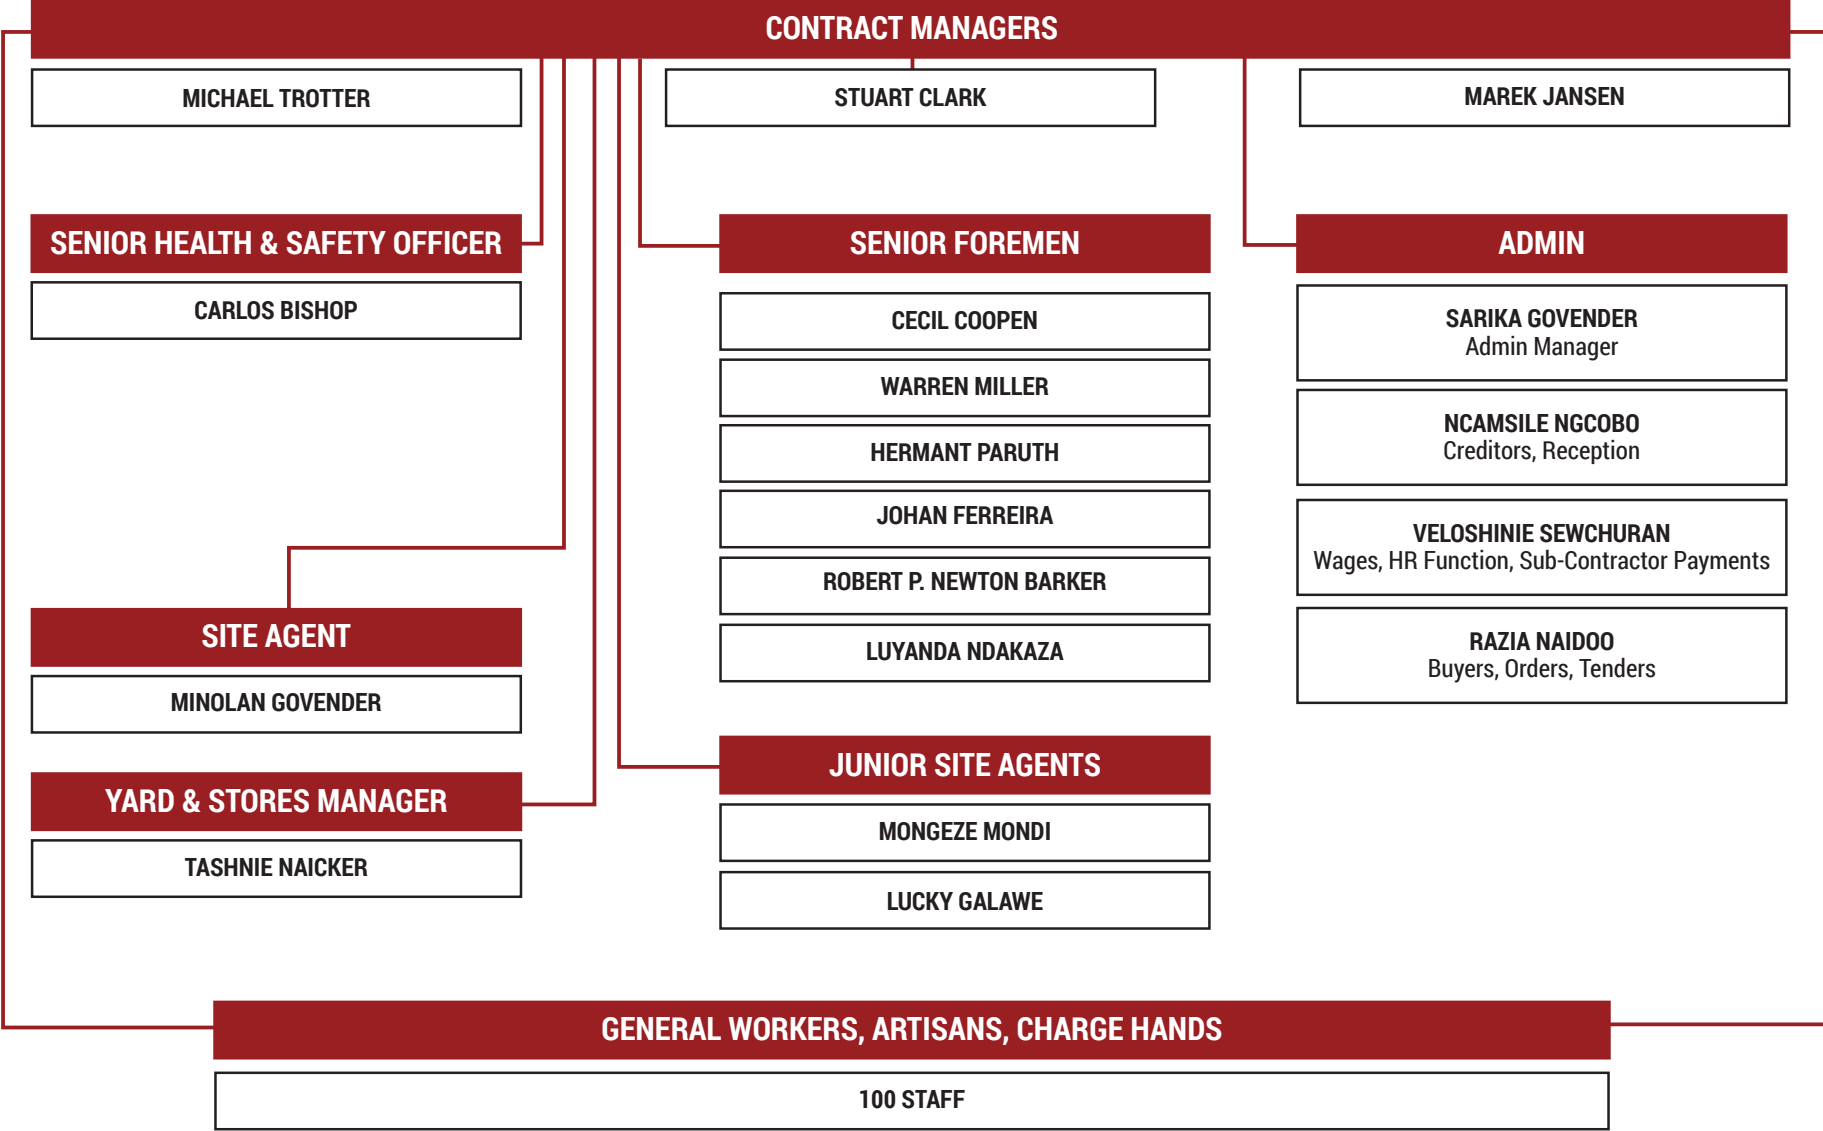 CONTRACT MANAGERS
MICHAEL TROTTER
STUART CLARK
MAREK JANSEN
SENIOR HEALTH & SAFETY OFFICER
CARLOS BISHOP
SENIOR FOREMEN
CECIL COOPEN
WARREN MILLER
HERMANT PARUTH
JOHAN FERREIRA
ROBERT P. NEWTON BARKER
LUYANDA NDAKAZA
ADMIN
SARIKA GOVENDER
Admin Manager
NCAMSILE NGCOBO
Creditors, Reception
VELOSHINIE SEWCHURAN
Wages, HR Function, Sub-Contractor Payments
RAZIA NAIDOO
Buyers, Orders, Tenders
SITE AGENT
MINOLAN GOVENDER
YARD & STORES MANAGER
TASHNIE NAICKER
JUNIOR SITE AGENTS
MONGEZE MONDI
LUCKY GALAWE
GENERAL WORKERS, ARTISANS, CHARGE HANDS
100 STAFF